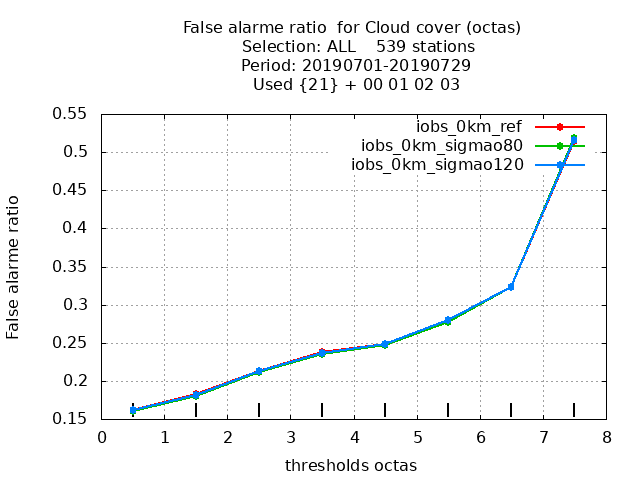 False alarme ratio  for Cloud cover (octas)
Selection: ALL    539 stations
Period: 20190701-20190729
Used {21} + 00 01 02 03
iobs_0km_ref
iobs_0km_sigmao80
iobs_0km_sigmao120
False alarme ratio
0.55
0.5
0.45
0.4
0.35
0.3
0.25
0.2
0.15
0 1 2 3 4 5 6 7 8
thresholds octas